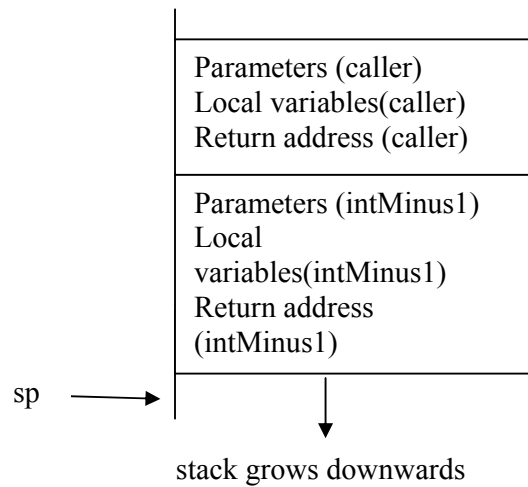 Parameters (caller)
Local variables(caller)
Return address (caller)
Parameters (intMinus1)
Local
variables(intMinus1)
Return address
(intMinus1)
sp
stack grows downwards